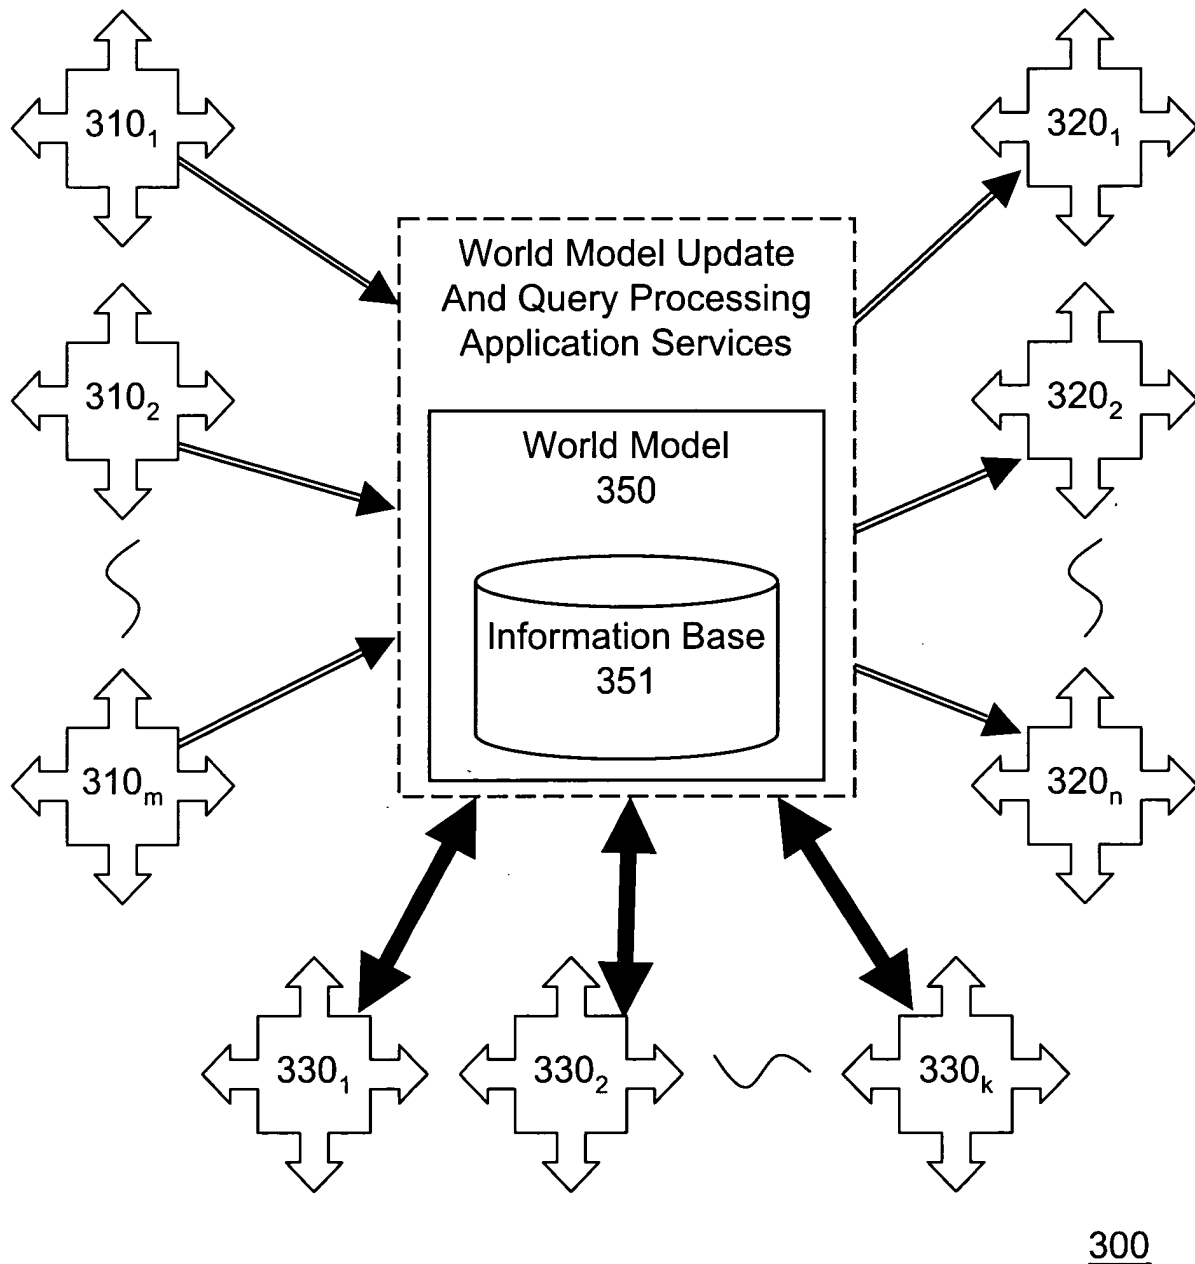 310₁
320₁
World Model Update
And Query Processing
Application Services
310₂
320₂
World Model
350
Information Base
351
310ₘ
320ₙ
330₁
330₂
330ₖ
300